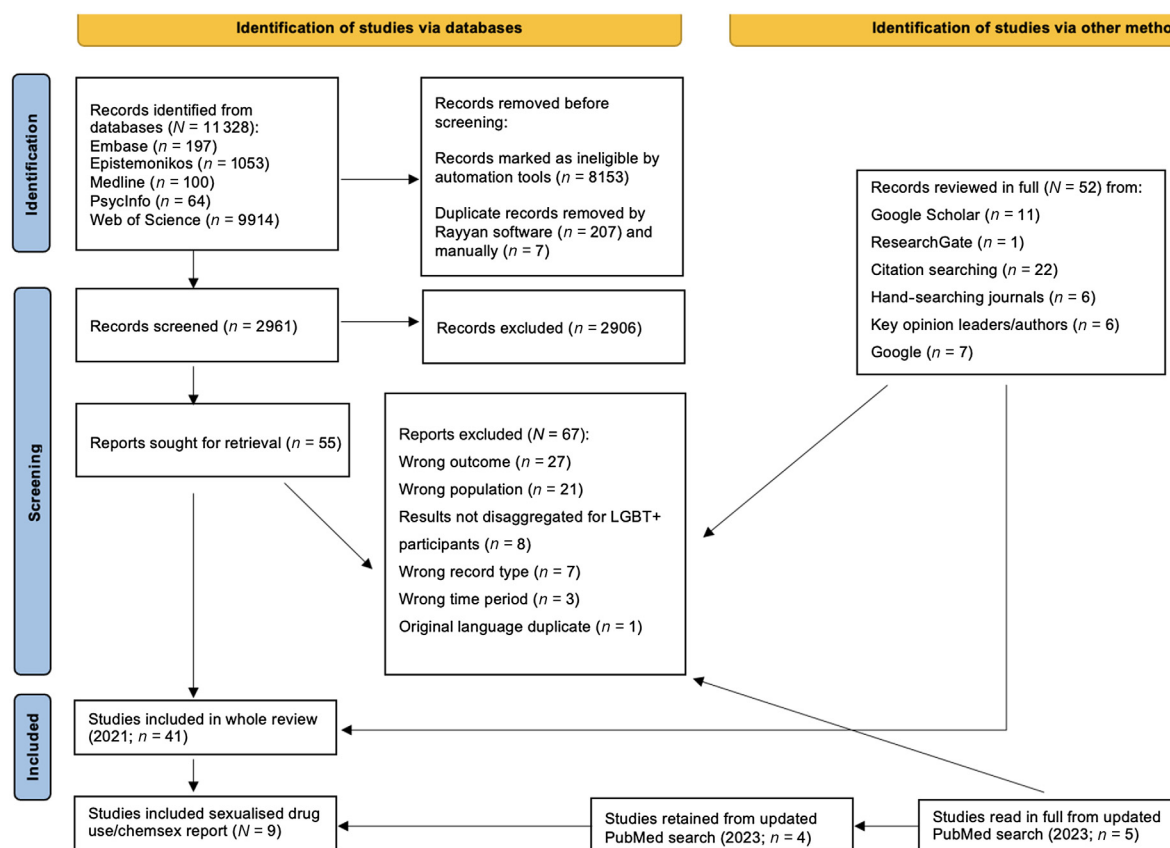 Identification of studies via databases
Identification of studies via other metho
Identification
Records identified from
databases (N = 11 328):
Embase (n = 197)
Epistemonikos (n = 1053)
Medline (n = 100)
PsycInfo (n = 64)
Web of Science (n = 9914)
Records removed before
screening:
Records marked as ineligible by
automation tools (n = 8153)
Duplicate records removed by
Rayyan software (n = 207) and
manually (n = 7)
Records reviewed in full (N = 52) from:
Google Scholar (n = 11)
ResearchGate (n = 1)
Citation searching (n = 22)
Hand-searching journals (n = 6)
Key opinion leaders/authors (n = 6)
Google (n = 7)
Screening
Records screened (n = 2961)
Records excluded (n = 2906)
Reports sought for retrieval (n = 55)
Reports excluded (N = 67):
Wrong outcome (n = 27)
Wrong population (n = 21)
Results not disaggregated for LGBT+
participants (n = 8)
Wrong record type (n = 7)
Wrong time period (n = 3)
Original language duplicate (n = 1)
Included
Studies included in whole review
(2021; n = 41)
Studies included sexualised drug
use/chemsex report (N = 9)
Studies retained from updated
PubMed search (2023; n = 4)
Studies read in full from updated
PubMed search (2023; n = 5)